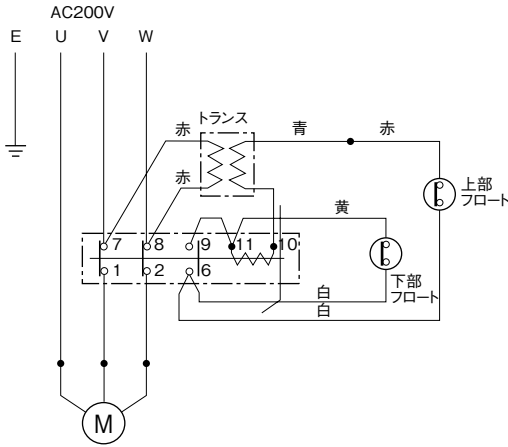 AC200V
E U V W
トランス
赤 青 赤
赤
上部
フロート
黄
7 8 9 11 10
1 2 6
下部
フロート
白
白
M